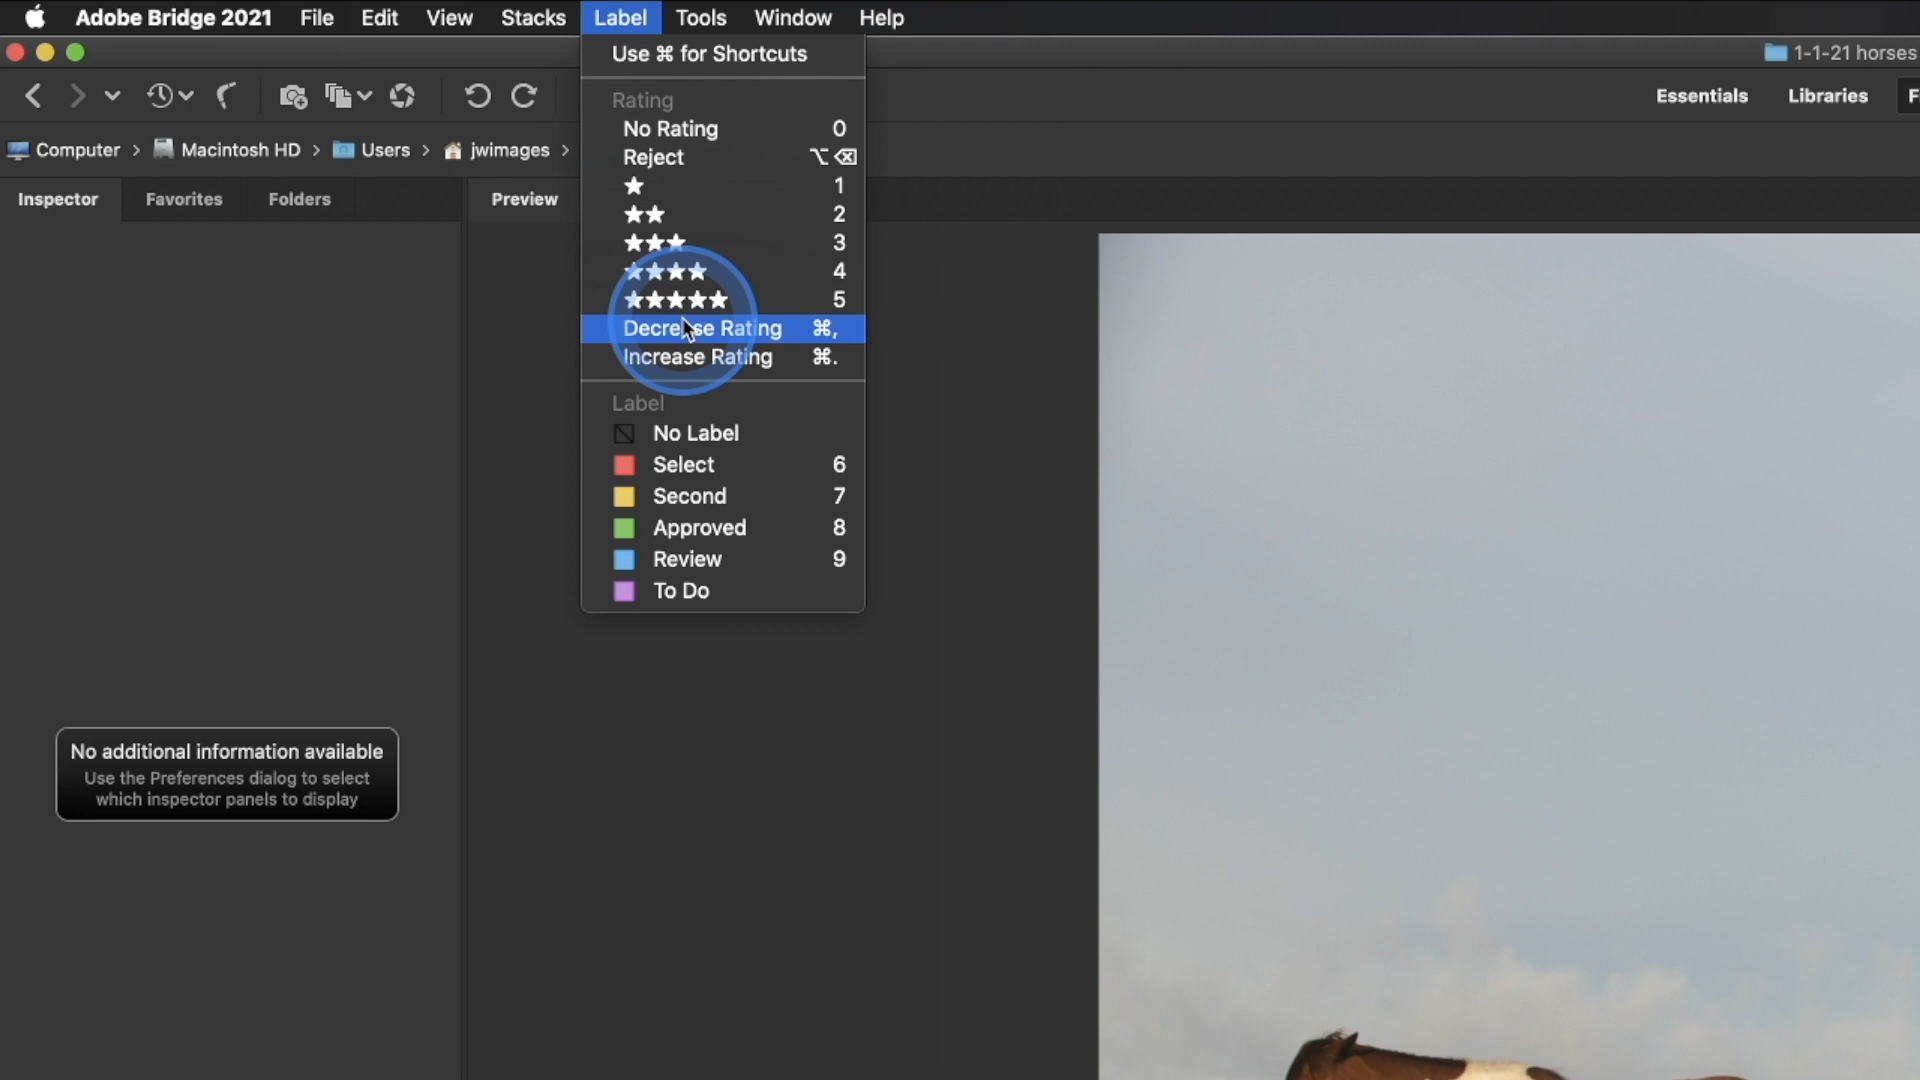 Adobe Bridge 2021 File Edit View Stacks Label Tools Window Help
1-1-21 horses
Use ⌘ for Shortcuts
Essentials Libraries
Rating
No Rating 0
Reject ⌥⌫
★ 1
★★ 2
★★★ 3
★★★★ 4
★★★★★ 5
Decrease Rating ⌘,
Increase Rating ⌘.
Label
No Label
Select 6
Second 7
Approved 8
Review 9
To Do
Computer > Macintosh HD > Users > jwimages >
Inspector Favorites Folders Preview
No additional information available
Use the Preferences dialog to select
which inspector panels to display